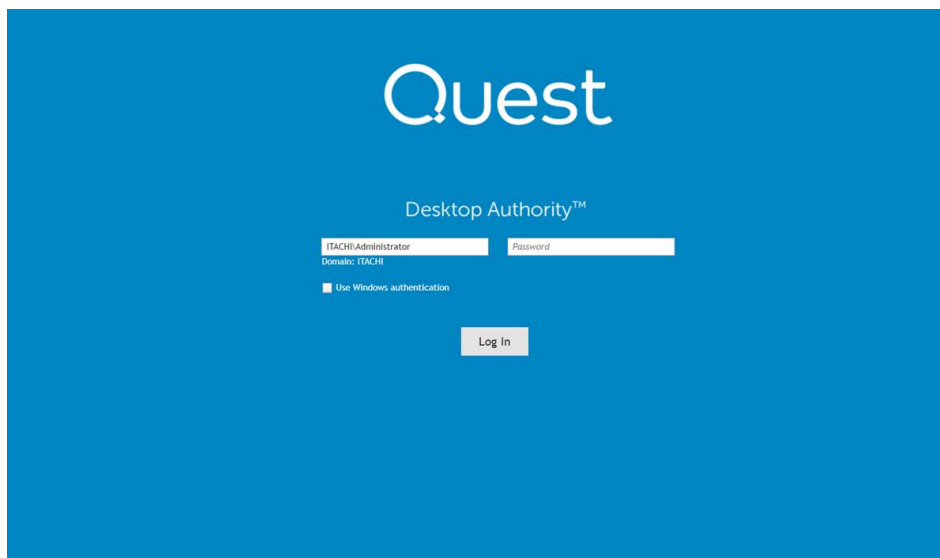 Quest
Desktop Authority™
ITACHI\Administrator
Password
Domain: ITACHI
Use Windows authentication
Log In